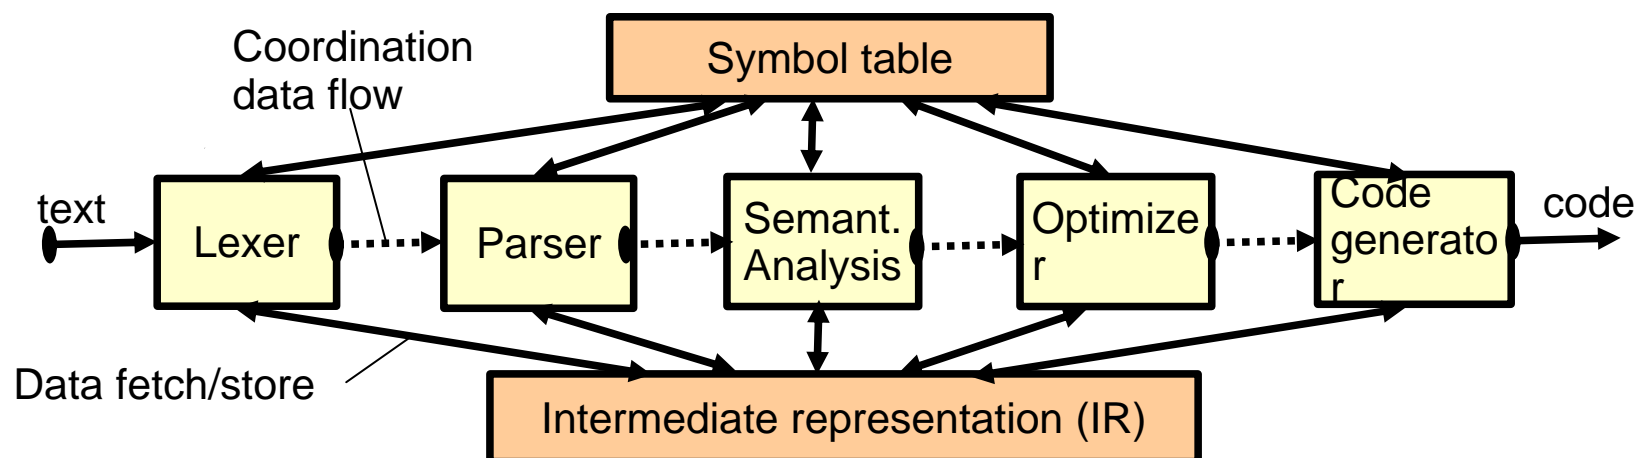 Coordination
data flow
Symbol table
text
Lexer
Parser
Semant.
Analysis
Optimize
r
Code
generato
r
code
Data fetch/store
Intermediate representation (IR)